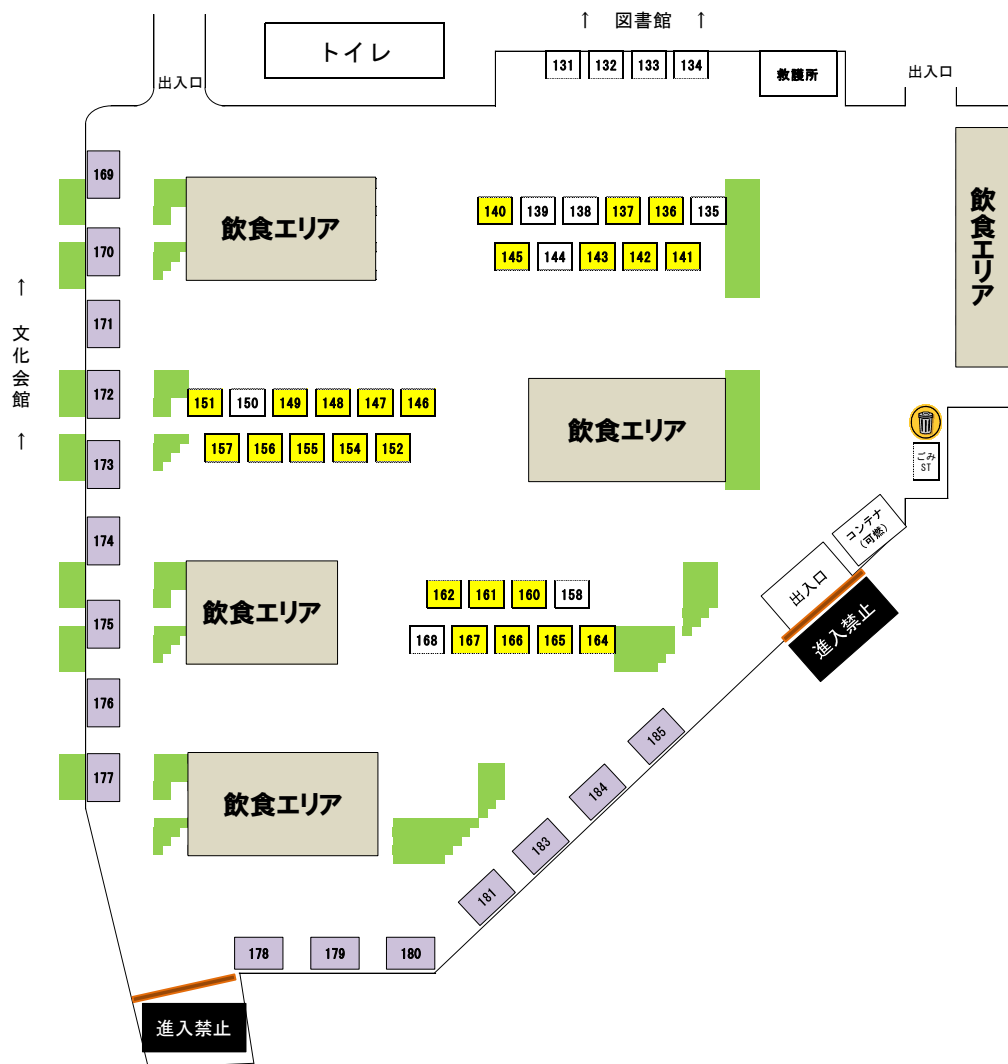 ↑ 図書館 ↑
トイレ
出入口
131 132 133 134
救護所
出入口
169
飲食エリア
140 139 138 137 136 135
飲食エリア
170
145 144 143 142 141
↑ 文化会館 ↑
171
172
151 150 149 148 147 146
飲食エリア
173
157 156 155 154 152
ごみ
ST
コンテナ
(可燃)
174
出入口
進入禁止
飲食エリア
162 161 160 158
175
168 167 166 165 164
176
185
177
飲食エリア
184
183
181
178 179 180
進入禁止